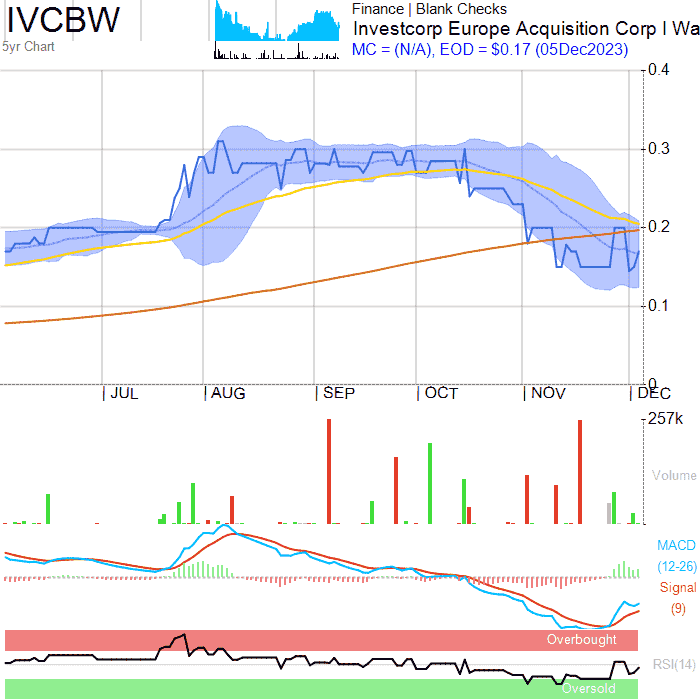 IVCBW
5yr Chart
Finance | Blank Checks
Investcorp Europe Acquisition Corp I Wa
MC = (N/A), EOD = $0.17 (05Dec2023)
0.4
0.3
0.2
0.1
0
JUL AUG SEP OCT NOV DEC
257k
Volume
MACD
(12-26)
Signal
(9)
Overbought
RSI(14)
Oversold